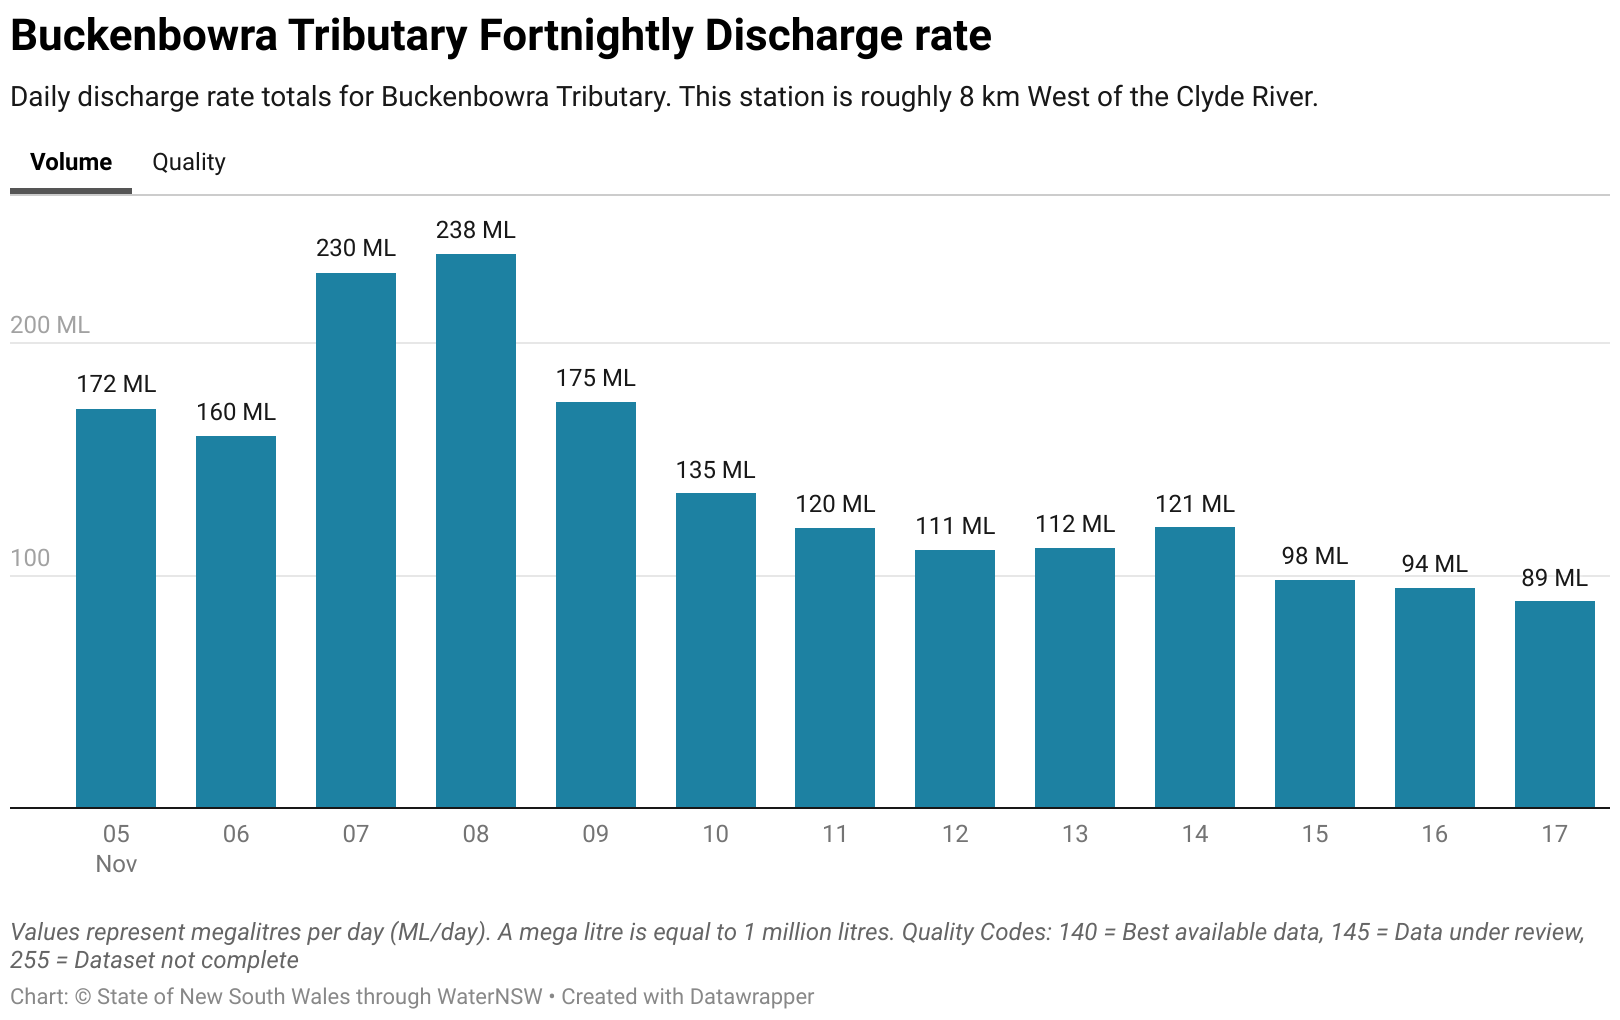 Buckenbowra Tributary Fortnightly Discharge rate
Daily discharge rate totals for Buckenbowra Tributary. This station is roughly 8 km West of the Clyde River.
Volume Quality
238 ML
230 ML
200 ML
172 ML
175 ML
160 ML
135 ML
120 ML
111 ML
112 ML
121 ML
100
98 ML
94 ML
89 ML
05 06 07 08 09 10 11 12 13 14 15 16 17
Nov
Values represent megalitres per day (ML/day). A mega litre is equal to 1 million litres. Quality Codes: 140 = Best available data, 145 = Data under review,
255 = Dataset not complete
Chart: © State of New South Wales through WaterNSW • Created with Datawrapper